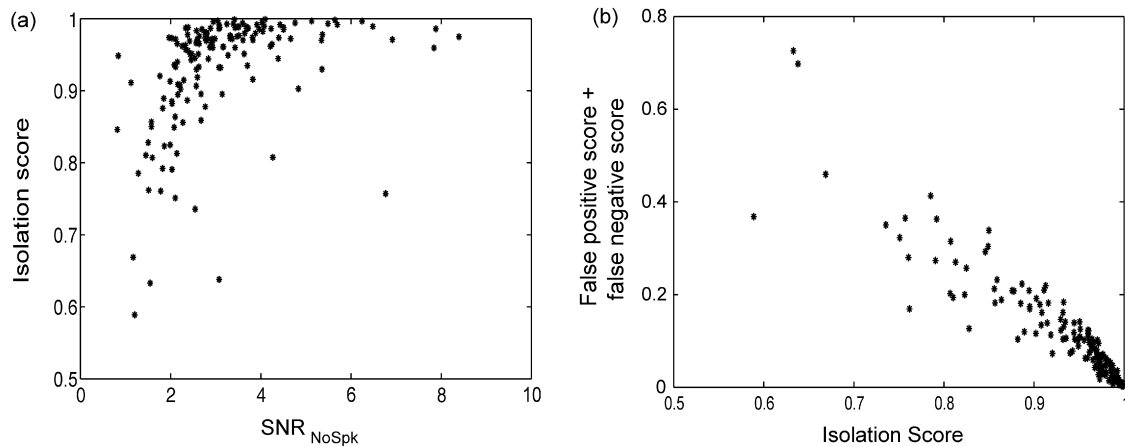 (a)
Isolation score
1
0.9
0.8
0.7
0.6
0.5
0 2 4 6 8 10
SNR NoSpk
(b)
False positive score +
false negative score
0.8
0.6
0.4
0.2
0
0.5 0.6 0.7 0.8 0.9 1
Isolation Score